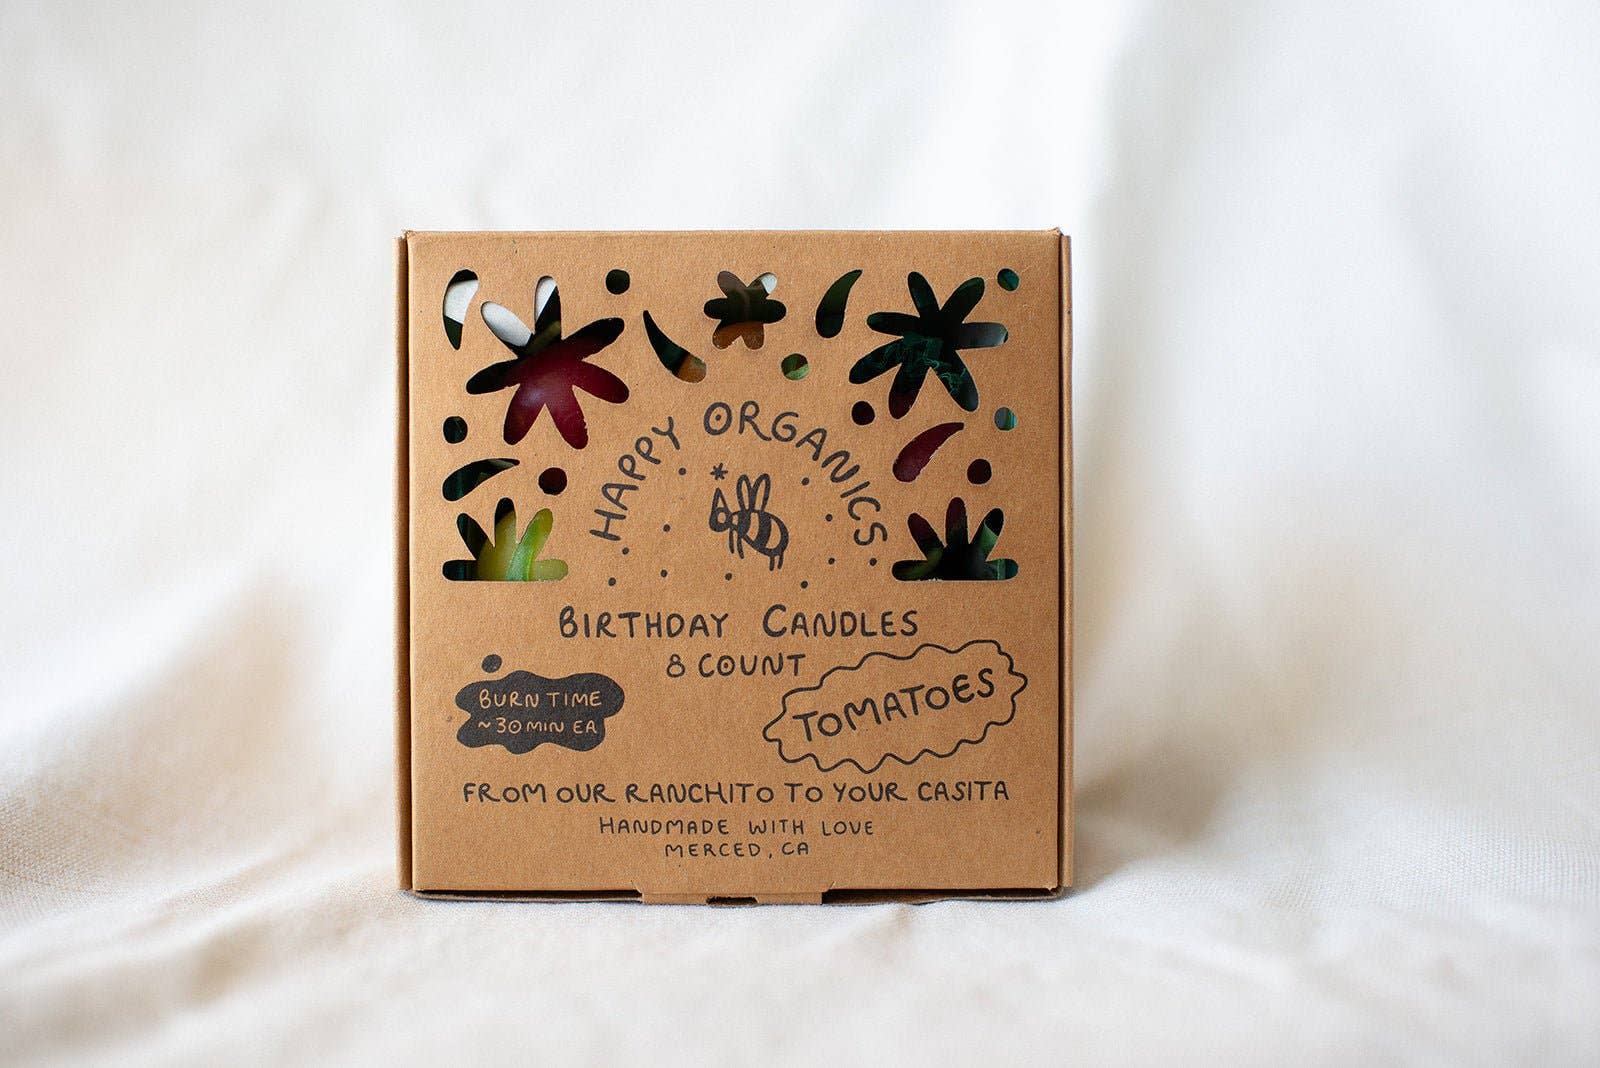 HAPPY ORGANICS
BIRTHDAY CANDLES
8 COUNT
BURN TIME
~30 MIN EA
TOMATOES
FROM OUR RANCHITO TO YOUR CASITA
HANDMADE WITH LOVE
MERCED, CA